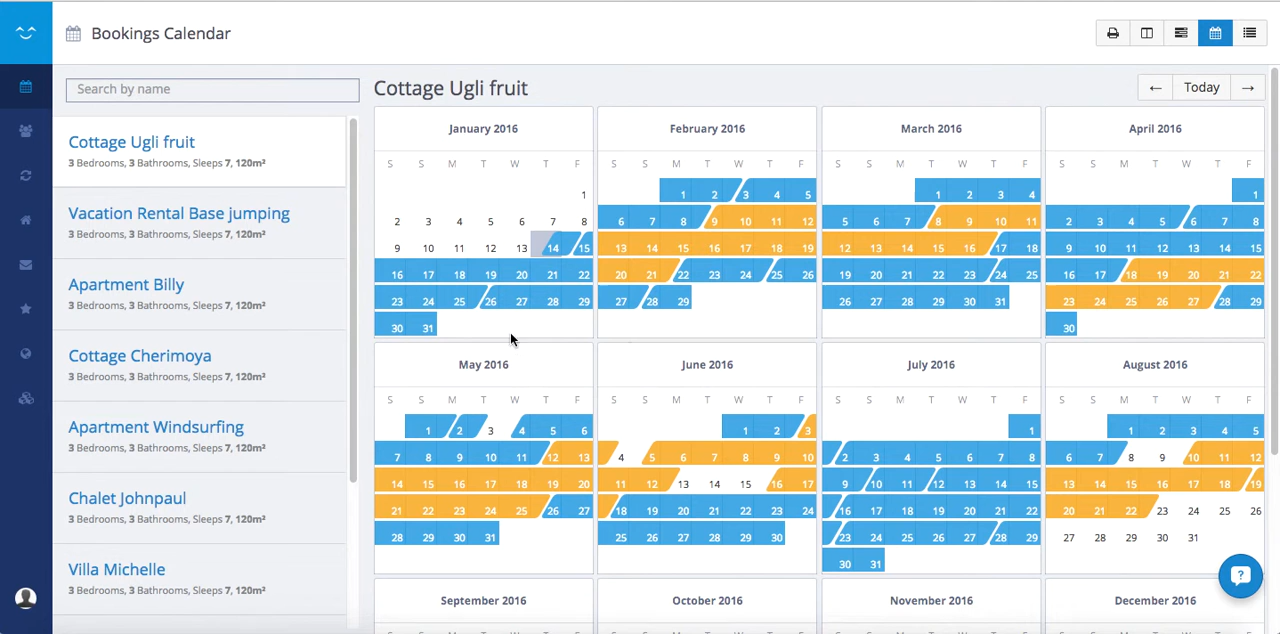 Bookings Calendar
Search by name
Cottage Ugli fruit
3 Bedrooms, 3 Bathrooms, Sleeps 7, 120m²
Vacation Rental Base jumping
3 Bedrooms, 3 Bathrooms, Sleeps 7, 120m²
Apartment Billy
3 Bedrooms, 3 Bathrooms, Sleeps 7, 120m²
Cottage Cherimoya
3 Bedrooms, 3 Bathrooms, Sleeps 7, 120m²
Apartment Windsurfing
3 Bedrooms, 3 Bathrooms, Sleeps 7, 120m²
Chalet Johnpaul
3 Bedrooms, 3 Bathrooms, Sleeps 7, 120m²
Villa Michelle
3 Bedrooms, 3 Bathrooms, Sleeps 7, 120m²
Cottage Ugli fruit
← Today →
January 2016
S S M T W T F
1
2 3 4 5 6 7 8
9 10 11 12 13 14 15
16 17 18 19 20 21 22
23 24 25 26 27 28 29
30 31
February 2016
S S M T W T F
1 2 3 4 5
6 7 8 9 10 11 12
13 14 15 16 17 18 19
20 21 22 23 24 25 26
27 28 29
March 2016
S S M T W T F
1 2 3 4
5 6 7 8 9 10 11
12 13 14 15 16 17 18
19 20 21 22 23 24 25
26 27 28 29 30 31
April 2016
S S M T W T F
1
2 3 4 5 6 7 8
9 10 11 12 13 14 15
16 17 18 19 20 21 22
23 24 25 26 27 28 29
30
May 2016
S S M T W T F
1 2 3 4 5 6
7 8 9 10 11 12 13
14 15 16 17 18 19 20
21 22 23 24 25 26 27
28 29 30 31
June 2016
S S M T W T F
1 2 3
4 5 6 7 8 9 10
11 12 13 14 15 16 17
18 19 20 21 22 23 24
25 26 27 28 29 30
July 2016
S S M T W T F
1
2 3 4 5 6 7 8
9 10 11 12 13 14 15
16 17 18 19 20 21 22
23 24 25 26 27 28 29
30 31
August 2016
S S M T W T F
1 2 3 4 5
6 7 8 9 10 11 12
13 14 15 16 17 18 19
20 21 22 23 24 25 26
27 28 29 30 31
September 2016
October 2016
November 2016
December 2016